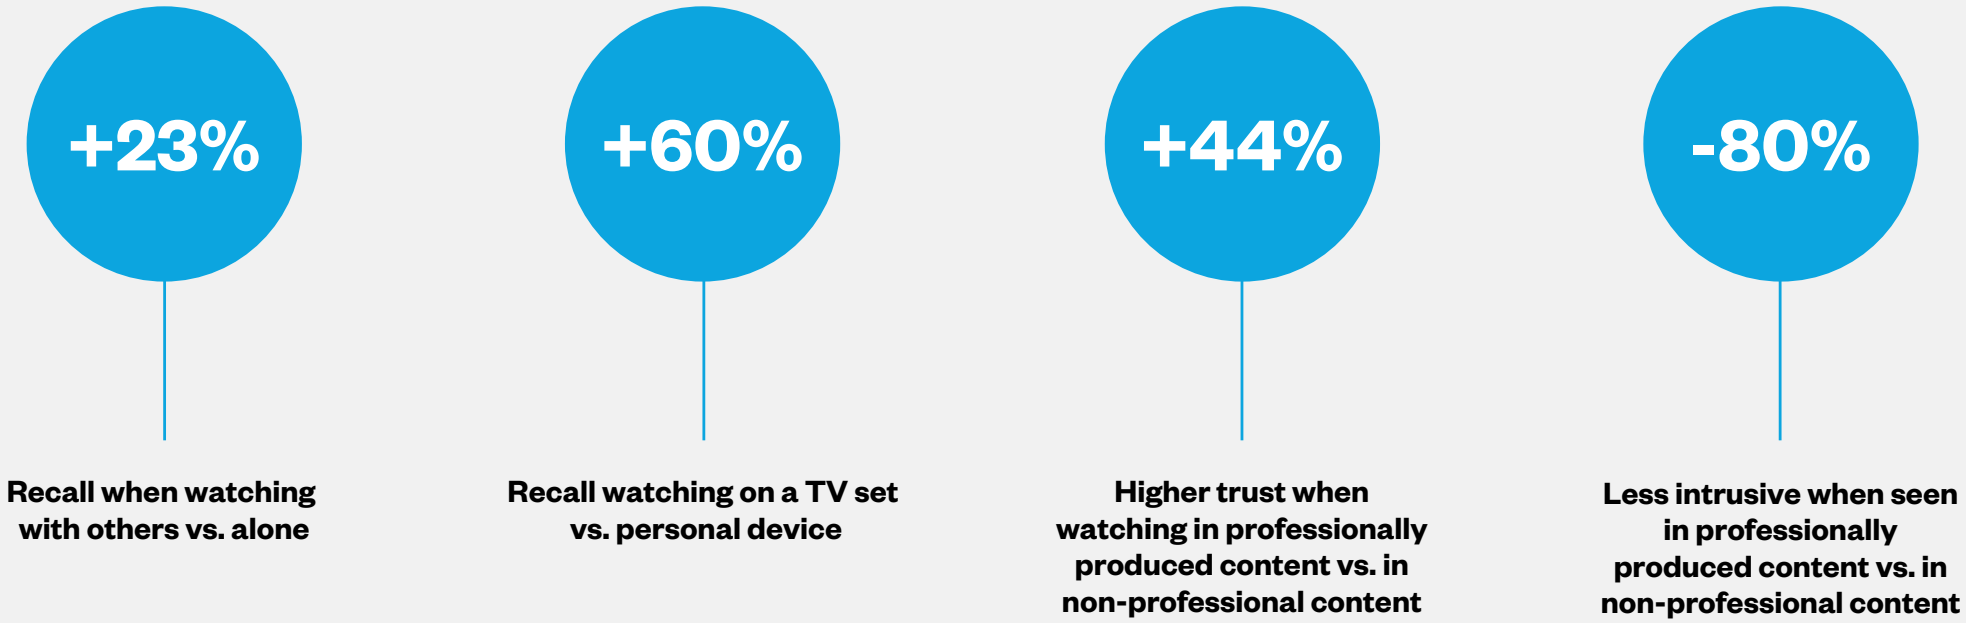 +23%
Recall when watching
with others vs. alone
+60%
Recall watching on a TV set
vs. personal device
+44%
Higher trust when
watching in professionally
produced content vs. in
non-professional content
-80%
Less intrusive when seen
in professionally
produced content vs. in
non-professional content